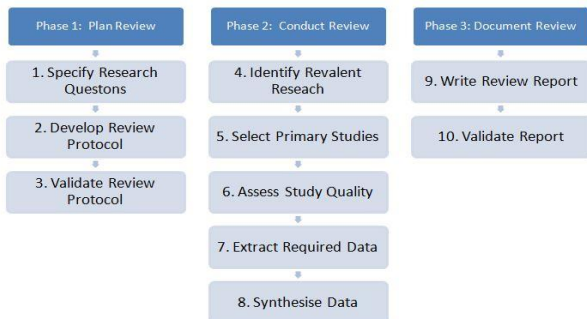 Phase 1: Plan Review
1. Specify Research
Questons
2. Develop Review
Protocol
3. Validate Review
Protocol
Phase 2: Conduct Review
4. Identify Revalent
Reseach
5. Select Primary Studies
6. Assess Study Quality
7. Extract Required Data
8. Synthesise Data
Phase 3: Document Review
9. Write Review Report
10. Validate Report